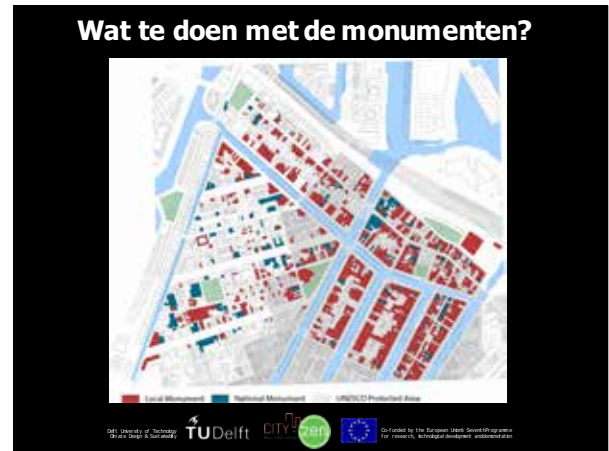 Wat te doen met de monumenten?
Local Monument National Monument UNESCO Protected Area
Delft University of Technology
Climate Design & Sustainability
TUDelft
CITY
zen
Co-funded by the European Union's Seventh Programme
for research, technological development and demonstration